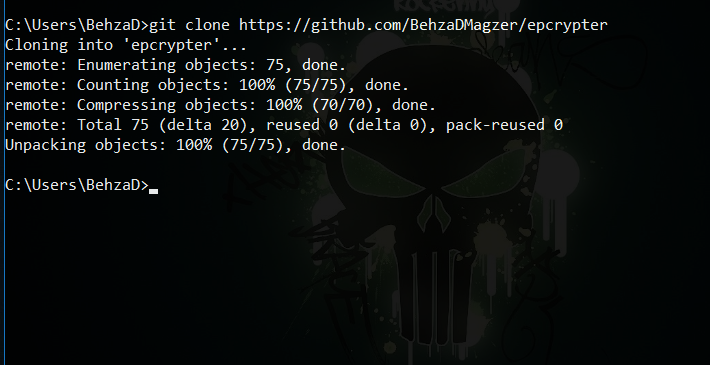 C:\Users\BehzaD>git clone https://github.com/BehzaDMagzer/epcrypter
Cloning into 'epcrypter'...
remote: Enumerating objects: 75, done.
remote: Counting objects: 100% (75/75), done.
remote: Compressing objects: 100% (70/70), done.
remote: Total 75 (delta 20), reused 0 (delta 0), pack-reused 0
Unpacking objects: 100% (75/75), done.
C:\Users\BehzaD>